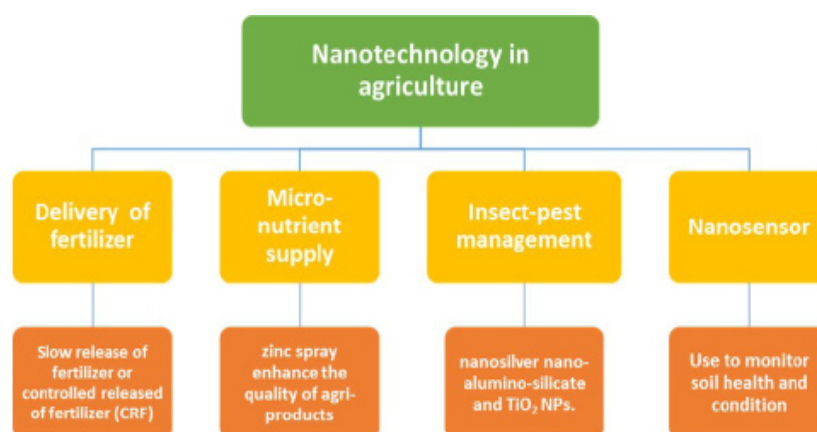 Nanotechnology in
agriculture
Delivery of
fertilizer
Micro-
nutrient
supply
Insect-pest
management
Nanosensor
Slow release of
fertilizer or
controlled released
of fertilizer (CRF)
zinc spray
enhance the
quality of agri-
products
nanosilver nano-
alumino-silicate
and TiO₂ NPs.
Use to monitor
soil health and
condition